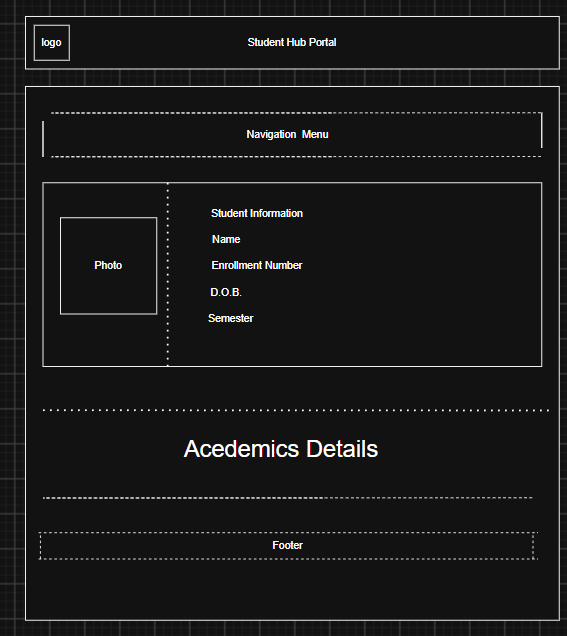 logo
Student Hub Portal
Navigation Menu
Student Information
Name
Photo
Enrollment Number
D.O.B.
Semester
Acedemics Details
Footer